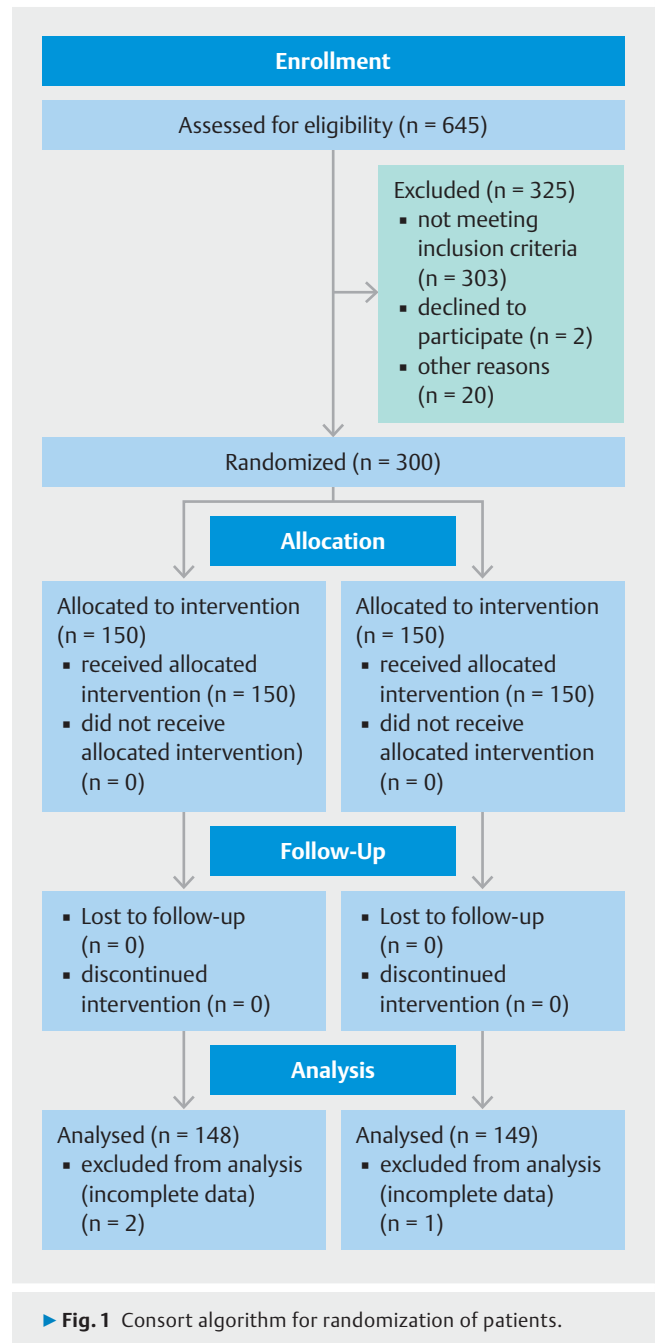 Enrollment
Assessed for eligibility (n = 645)
Excluded (n = 325)
▪ not meeting
inclusion criteria
(n = 303)
▪ declined to
participate (n = 2)
▪ other reasons
(n = 20)
Randomized (n = 300)
Allocation
Allocated to intervention
(n = 150)
▪ received allocated
intervention (n = 150)
▪ did not receive
allocated intervention)
(n = 0)
Allocated to intervention
(n = 150)
▪ received allocated
intervention (n = 150)
▪ did not receive
allocated intervention
(n = 0)
Follow-Up
▪ Lost to follow-up
(n = 0)
▪ discontinued
intervention (n = 0)
▪ Lost to follow-up
(n = 0)
▪ discontinued
intervention (n = 0)
Analysis
Analysed (n = 148)
▪ excluded from analysis
(incomplete data)
(n = 2)
Analysed (n = 149)
▪ excluded from analysis
(incomplete data)
(n = 1)
▶ Fig. 1 Consort algorithm for randomization of patients.